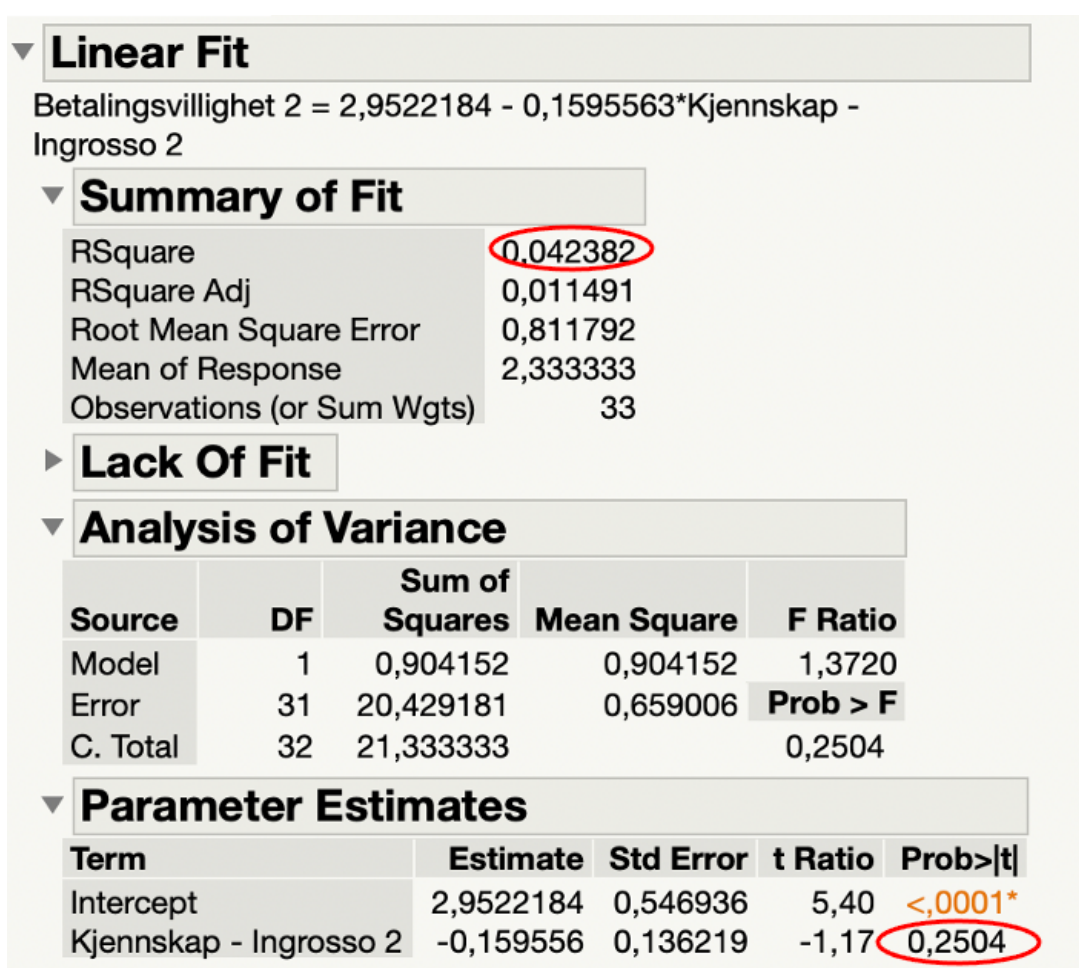 Linear Fit
Betalingsvillighet 2 = 2,9522184 - 0,1595563*Kjennskap -
Ingrosso 2
Summary of Fit
RSquare 0,042382
RSquare Adj 0,011491
Root Mean Square Error 0,811792
Mean of Response 2,333333
Observations (or Sum Wgts) 33
Lack Of Fit
Analysis of Variance
Sum of
Source DF Squares Mean Square F Ratio
Model 1 0,904152 0,904152 1,3720
Error 31 20,429181 0,659006 Prob > F
C. Total 32 21,333333 0,2504
Parameter Estimates
Term Estimate Std Error t Ratio Prob>|t|
Intercept 2,9522184 0,546936 5,40 <,0001*
Kjennskap - Ingrosso 2 -0,159556 0,136219 -1,17 0,2504